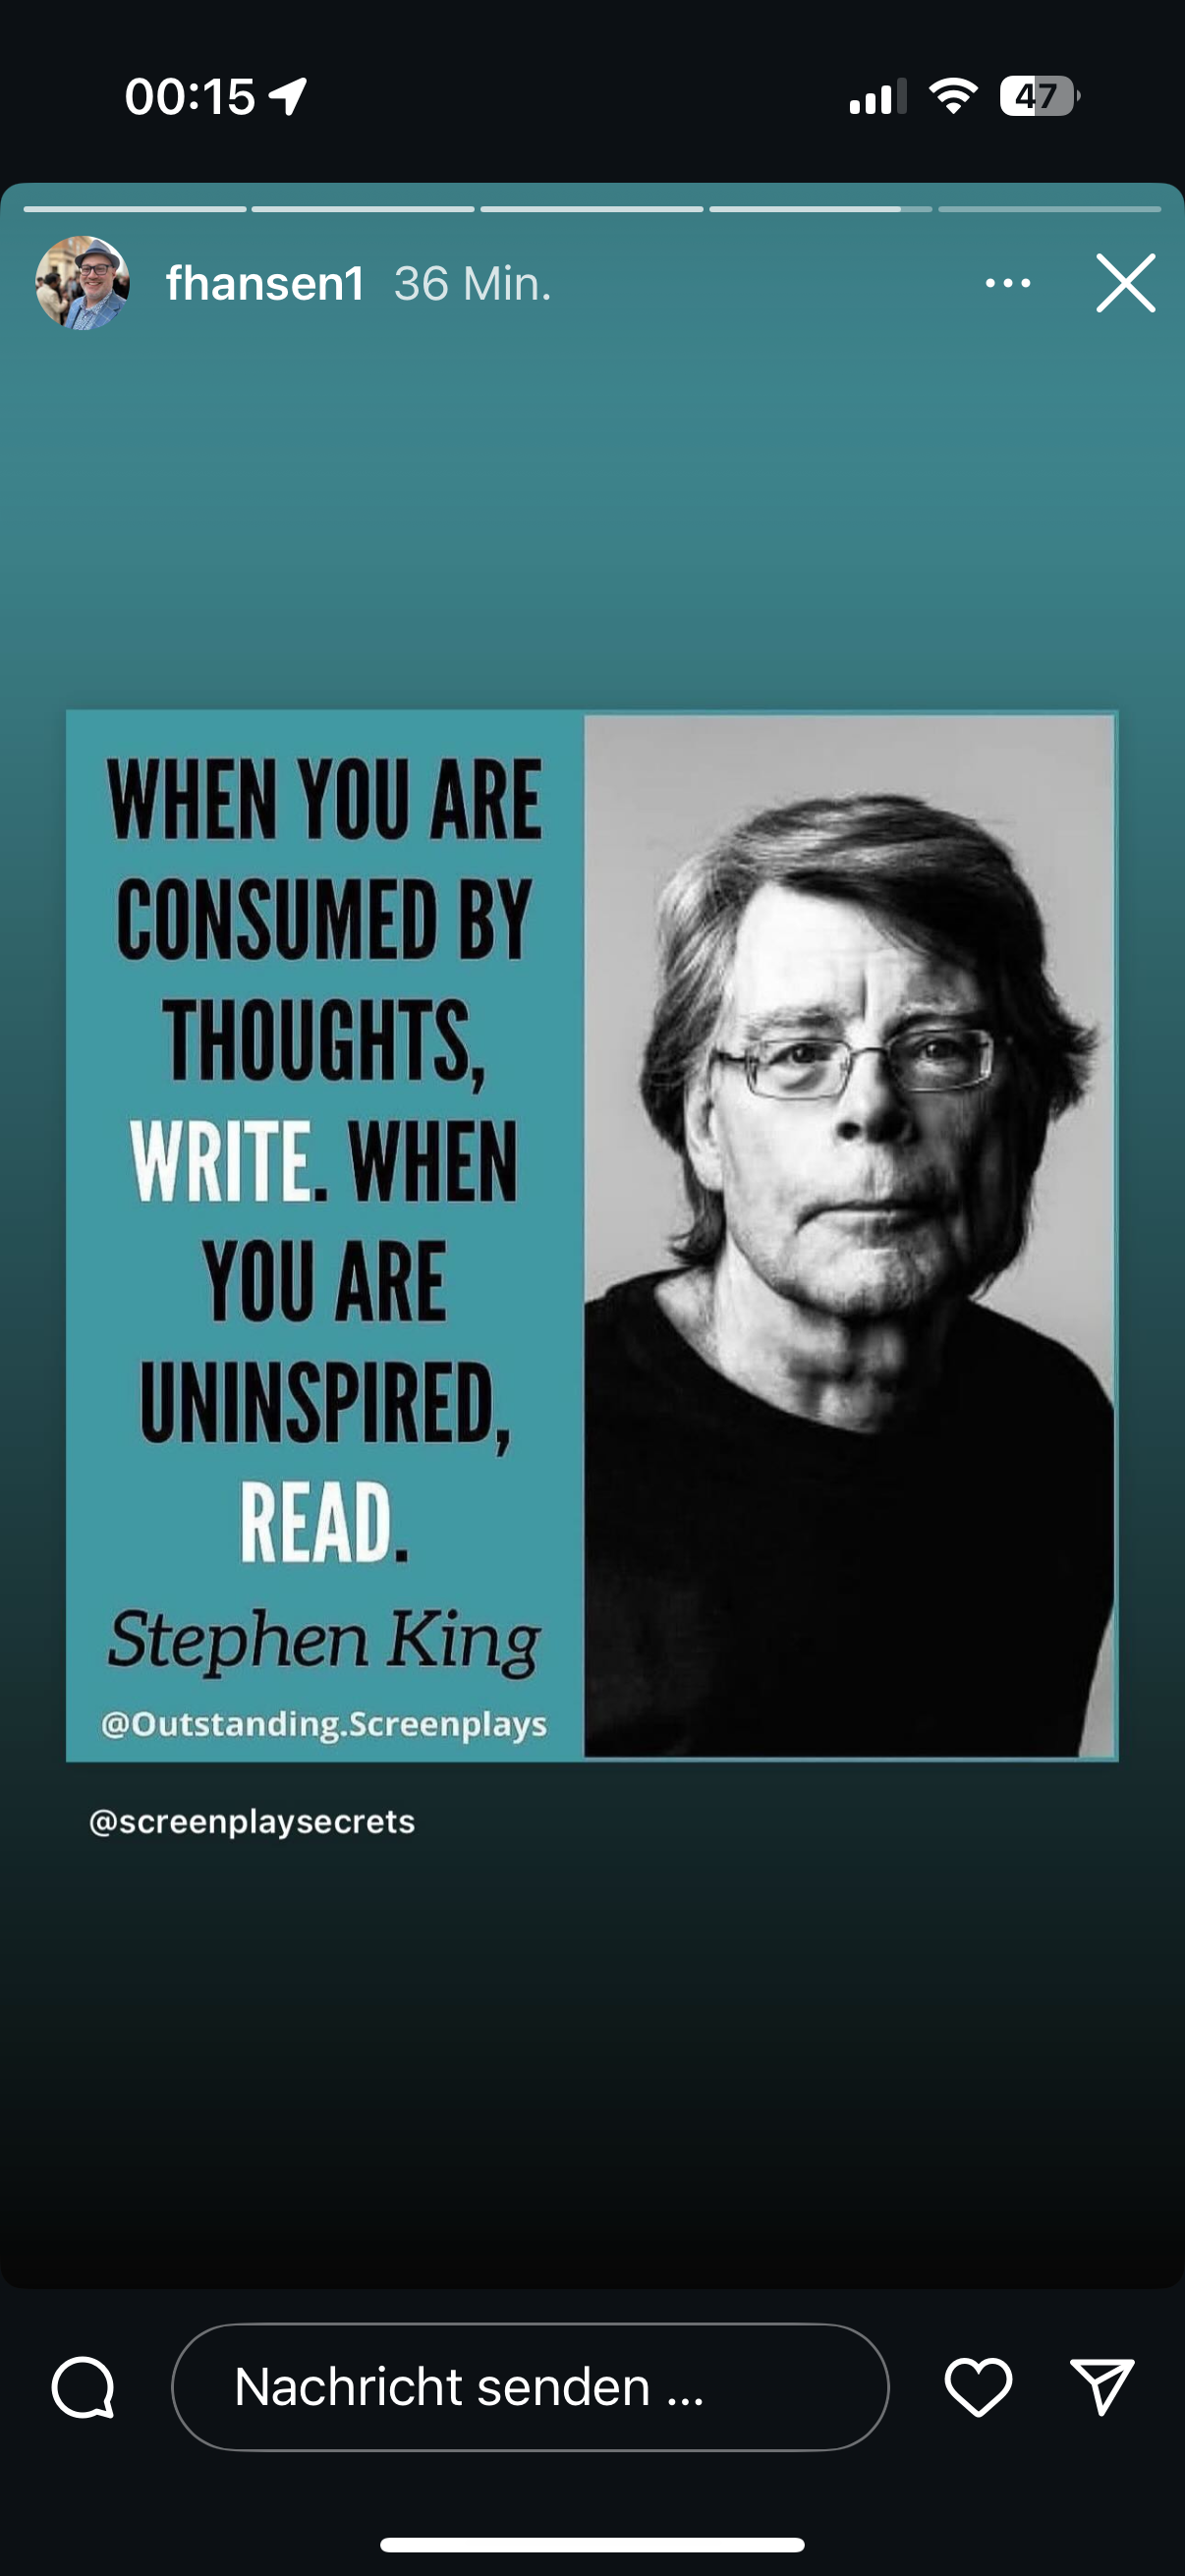 00:15
47
fhansen1 36 Min.
WHEN YOU ARE
CONSUMED BY
THOUGHTS,
WRITE. WHEN
YOU ARE
UNINSPIRED,
READ.
Stephen King
@Outstanding.Screenplays
@screenplaysecrets
Nachricht senden ...